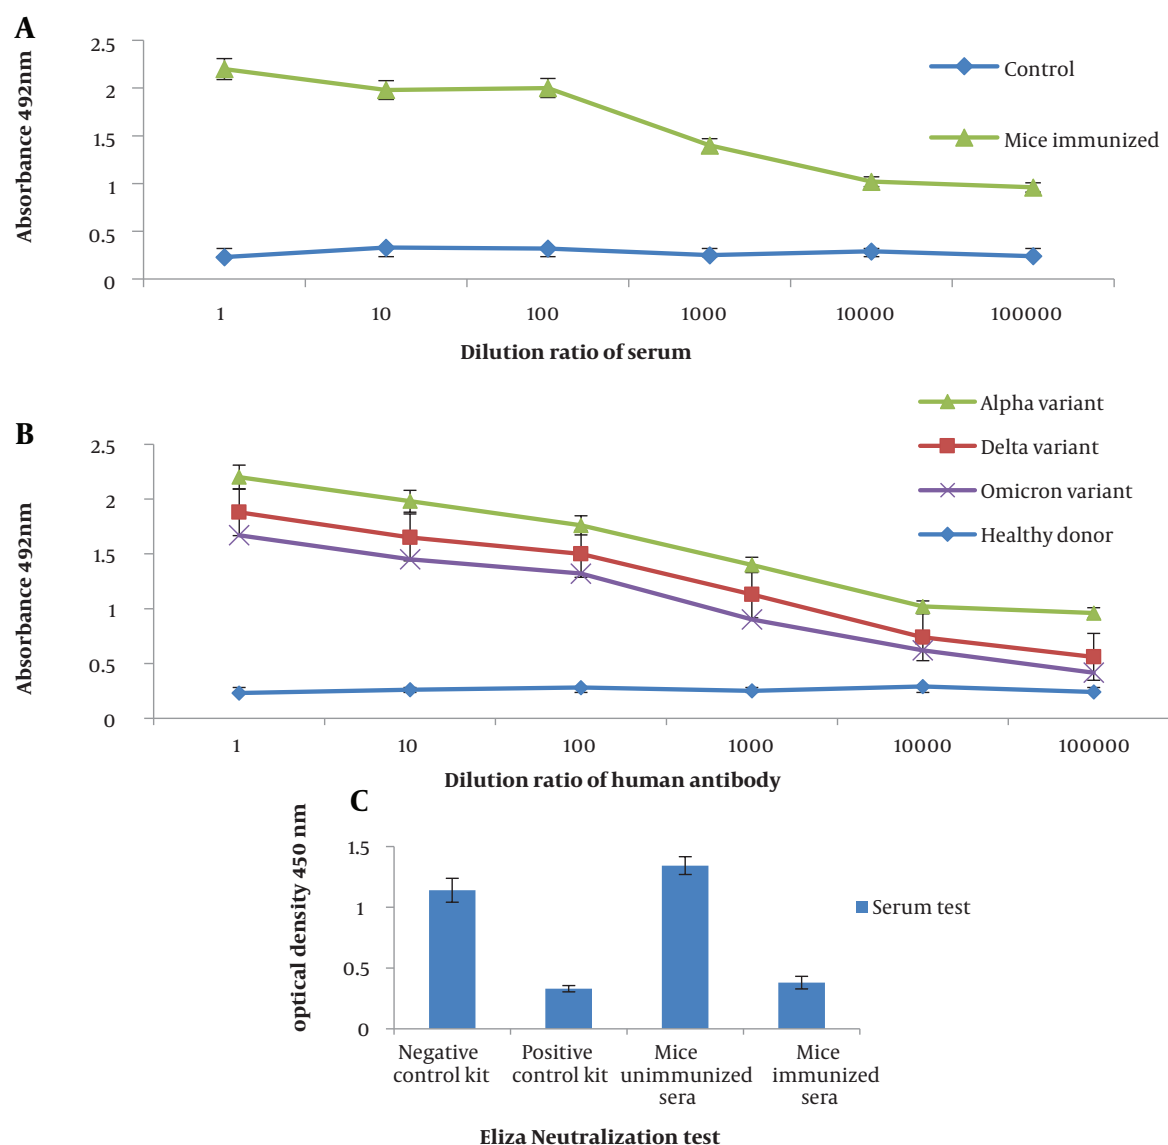 A
Absorbance 492nm
2.5
2
1.5
1
0.5
0
1 10 100 1000 10000 100000
Dilution ratio of serum
Control
Mice immunized
B
Absorbance 492nm
2.5
2
1.5
1
0.5
0
1 10 100 1000 10000 100000
Dilution ratio of human antibody
Alpha variant
Delta variant
Omicron variant
Healthy donor
C
optical density 450 nm
1.5
1
0.5
0
Negative
control kit
Positive
control kit
Mice
unimmunized
sera
Mice
immunized
sera
Serum test
Eliza Neutralization test